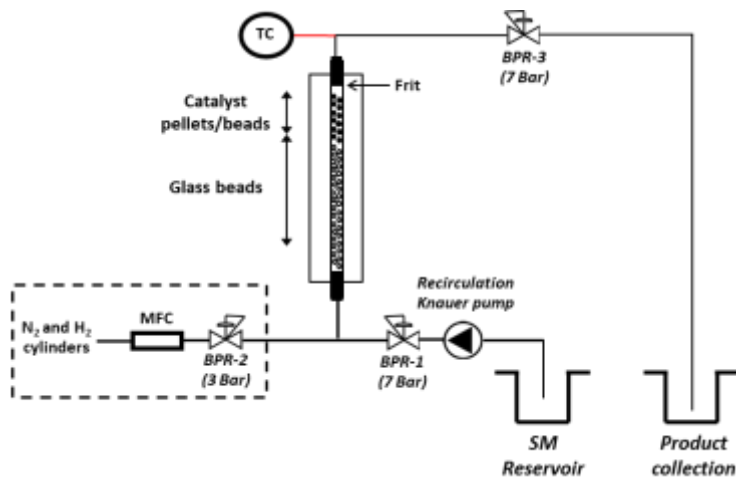 TC
BPR-3
(7 Bar)
Frit
Catalyst
pellets/beads
Glass beads
Recirculation
Knauer pump
N₂ and H₂
cylinders
MFC
BPR-2
(3 Bar)
BPR-1
(7 Bar)
SM
Reservoir
Product
collection